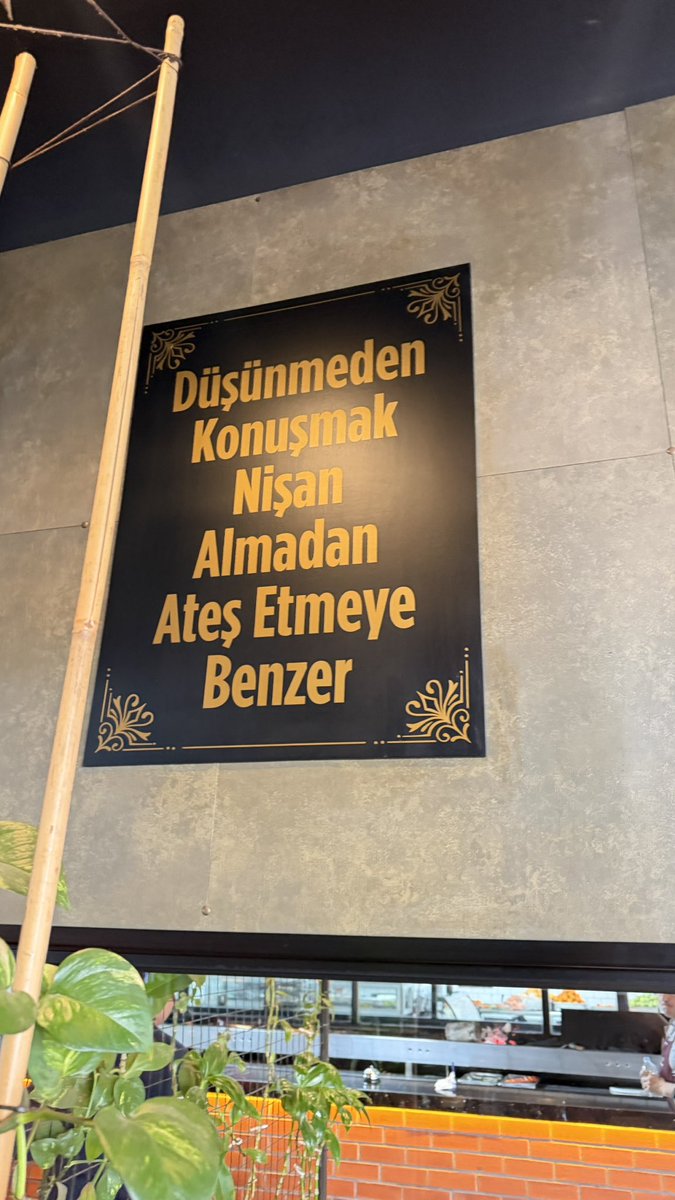 Düşünmeden
Konuşmak
Nişan
Almadan
Ateş Etmeye
Benzer